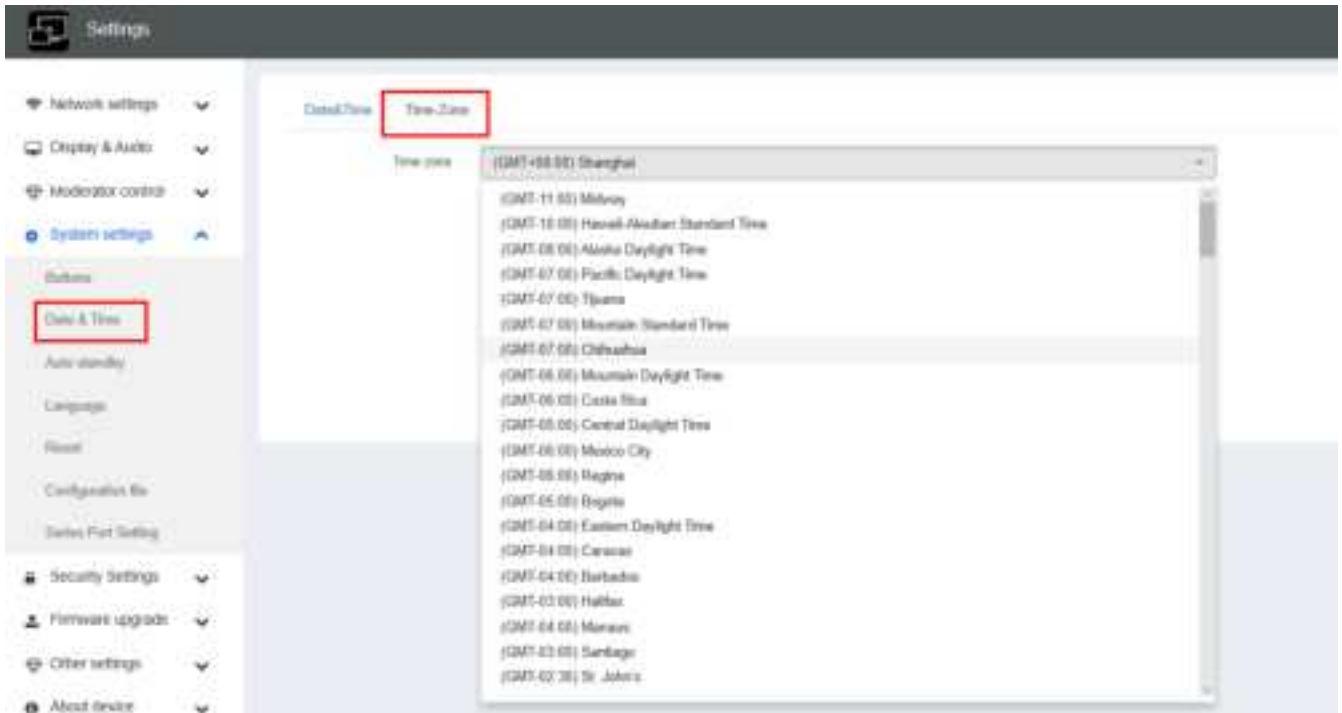 Settings
Network settings
Display & Audio
Moderator control
System settings
Buttons
Date & Time
Auto standby
Language
Reset
Configuration file
Series Port Setting
Security Settings
Firmware upgrade
Other settings
About device
Date&Time
Time-Zone
Time zone
(GMT+08:00) Shanghai
(GMT-11:00) Midway
(GMT-10:00) Hawaii-Aleutian Standard Time
(GMT-08:00) Alaska Daylight Time
(GMT-07:00) Pacific Daylight Time
(GMT-07:00) Tijuana
(GMT-07:00) Mountain Standard Time
(GMT-07:00) Chihuahua
(GMT-06:00) Mountain Daylight Time
(GMT-06:00) Costa Rica
(GMT-05:00) Central Daylight Time
(GMT-06:00) Mexico City
(GMT-06:00) Regina
(GMT-05:00) Bogota
(GMT-04:00) Eastern Daylight Time
(GMT-04:00) Caracas
(GMT-04:00) Barbados
(GMT-03:00) Halifax
(GMT-04:00) Manaus
(GMT-03:00) Santiago
(GMT-02:30) St. John's